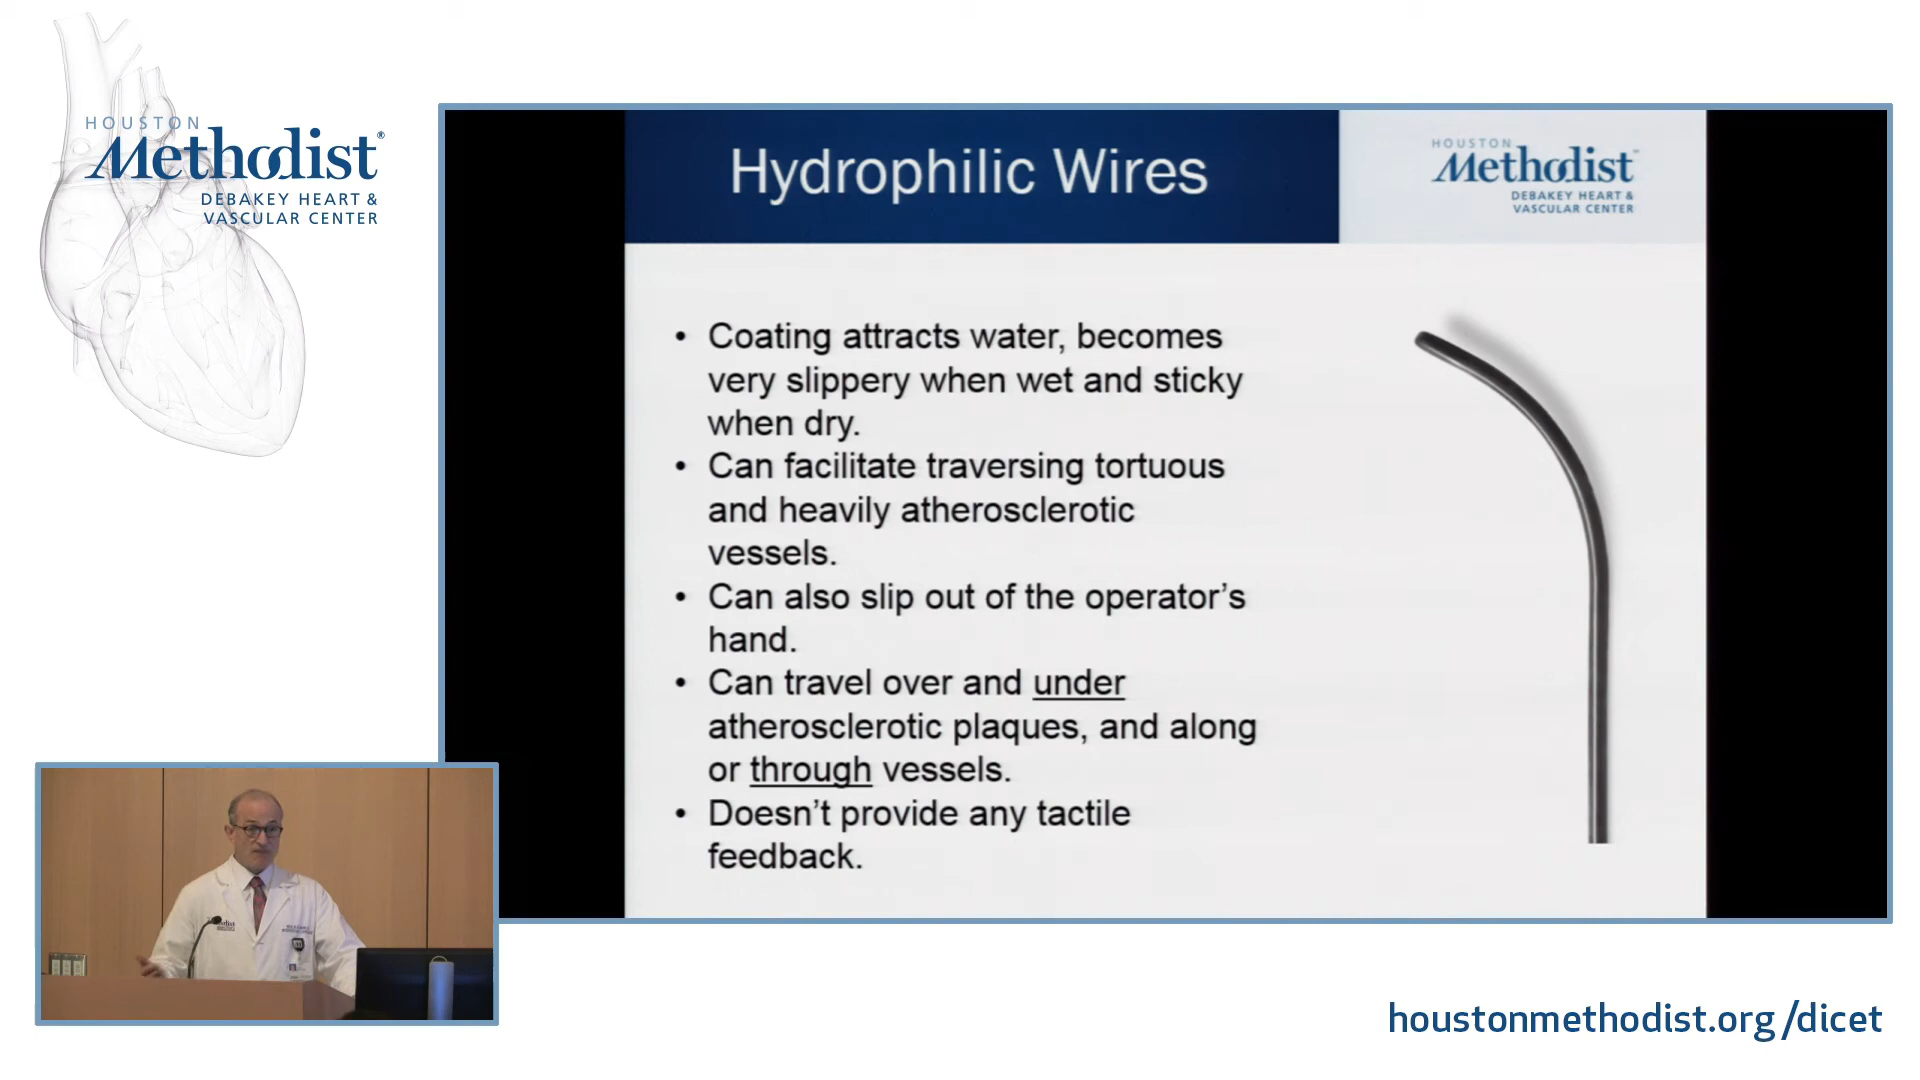 HOUSTON
Methodist®
DEBAKEY HEART &
VASCULAR CENTER
Hydrophilic Wires
HOUSTON
Methodist
DEBAKEY HEART &
VASCULAR CENTER
• Coating attracts water, becomes
very slippery when wet and sticky
when dry.
• Can facilitate traversing tortuous
and heavily atherosclerotic
vessels.
• Can also slip out of the operator’s
hand.
• Can travel over and under
atherosclerotic plaques, and along
or through vessels.
• Doesn’t provide any tactile
feedback.
houstonmethodist.org/dicet